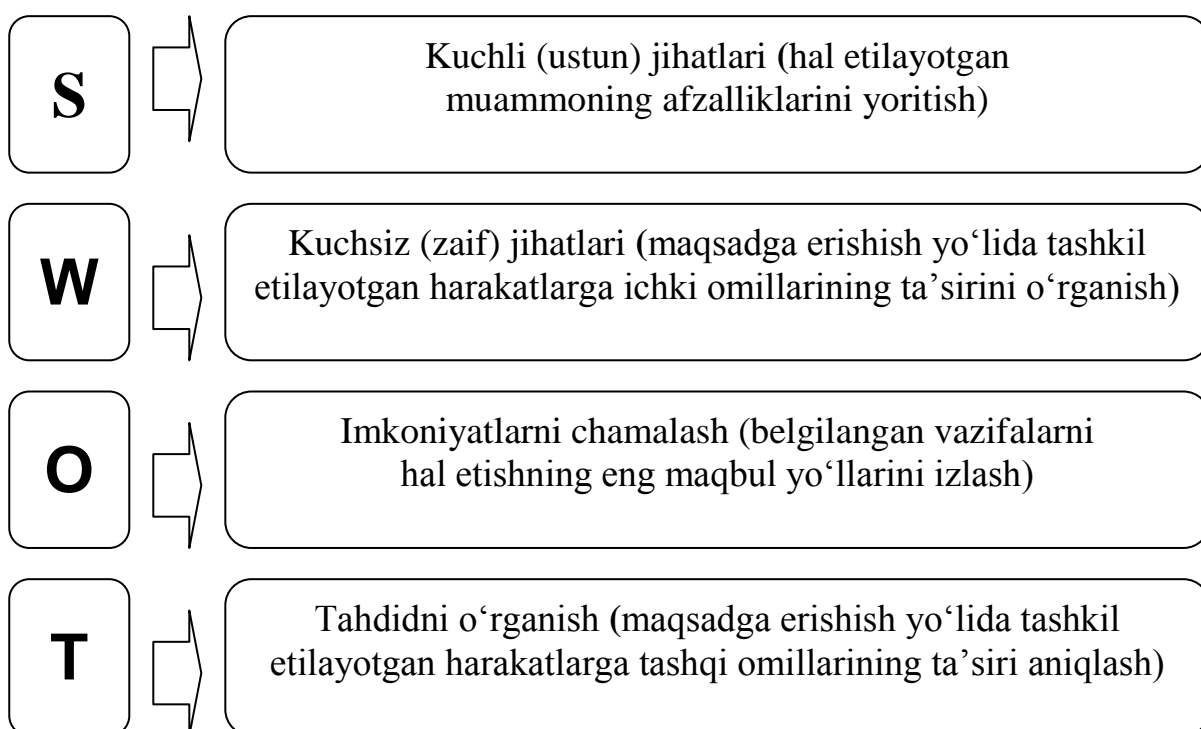 S
Kuchli (ustun) jihatlari (hal etilayotgan
muammoning afzalliklarini yoritish)
W
Kuchsiz (zaif) jihatlari (maqsadga erishish yo‘lida tashkil
etilayotgan harakatlarga ichki omillarining ta’sirini o‘rganish)
O
Imkoniyatlarni chamalash (belgilangan vazifalarni
hal etishning eng maqbul yo‘llarini izlash)
T
Tahdidni o‘rganish (maqsadga erishish yo‘lida tashkil
etilayotgan harakatlarga tashqi omillarining ta’siri aniqlash)